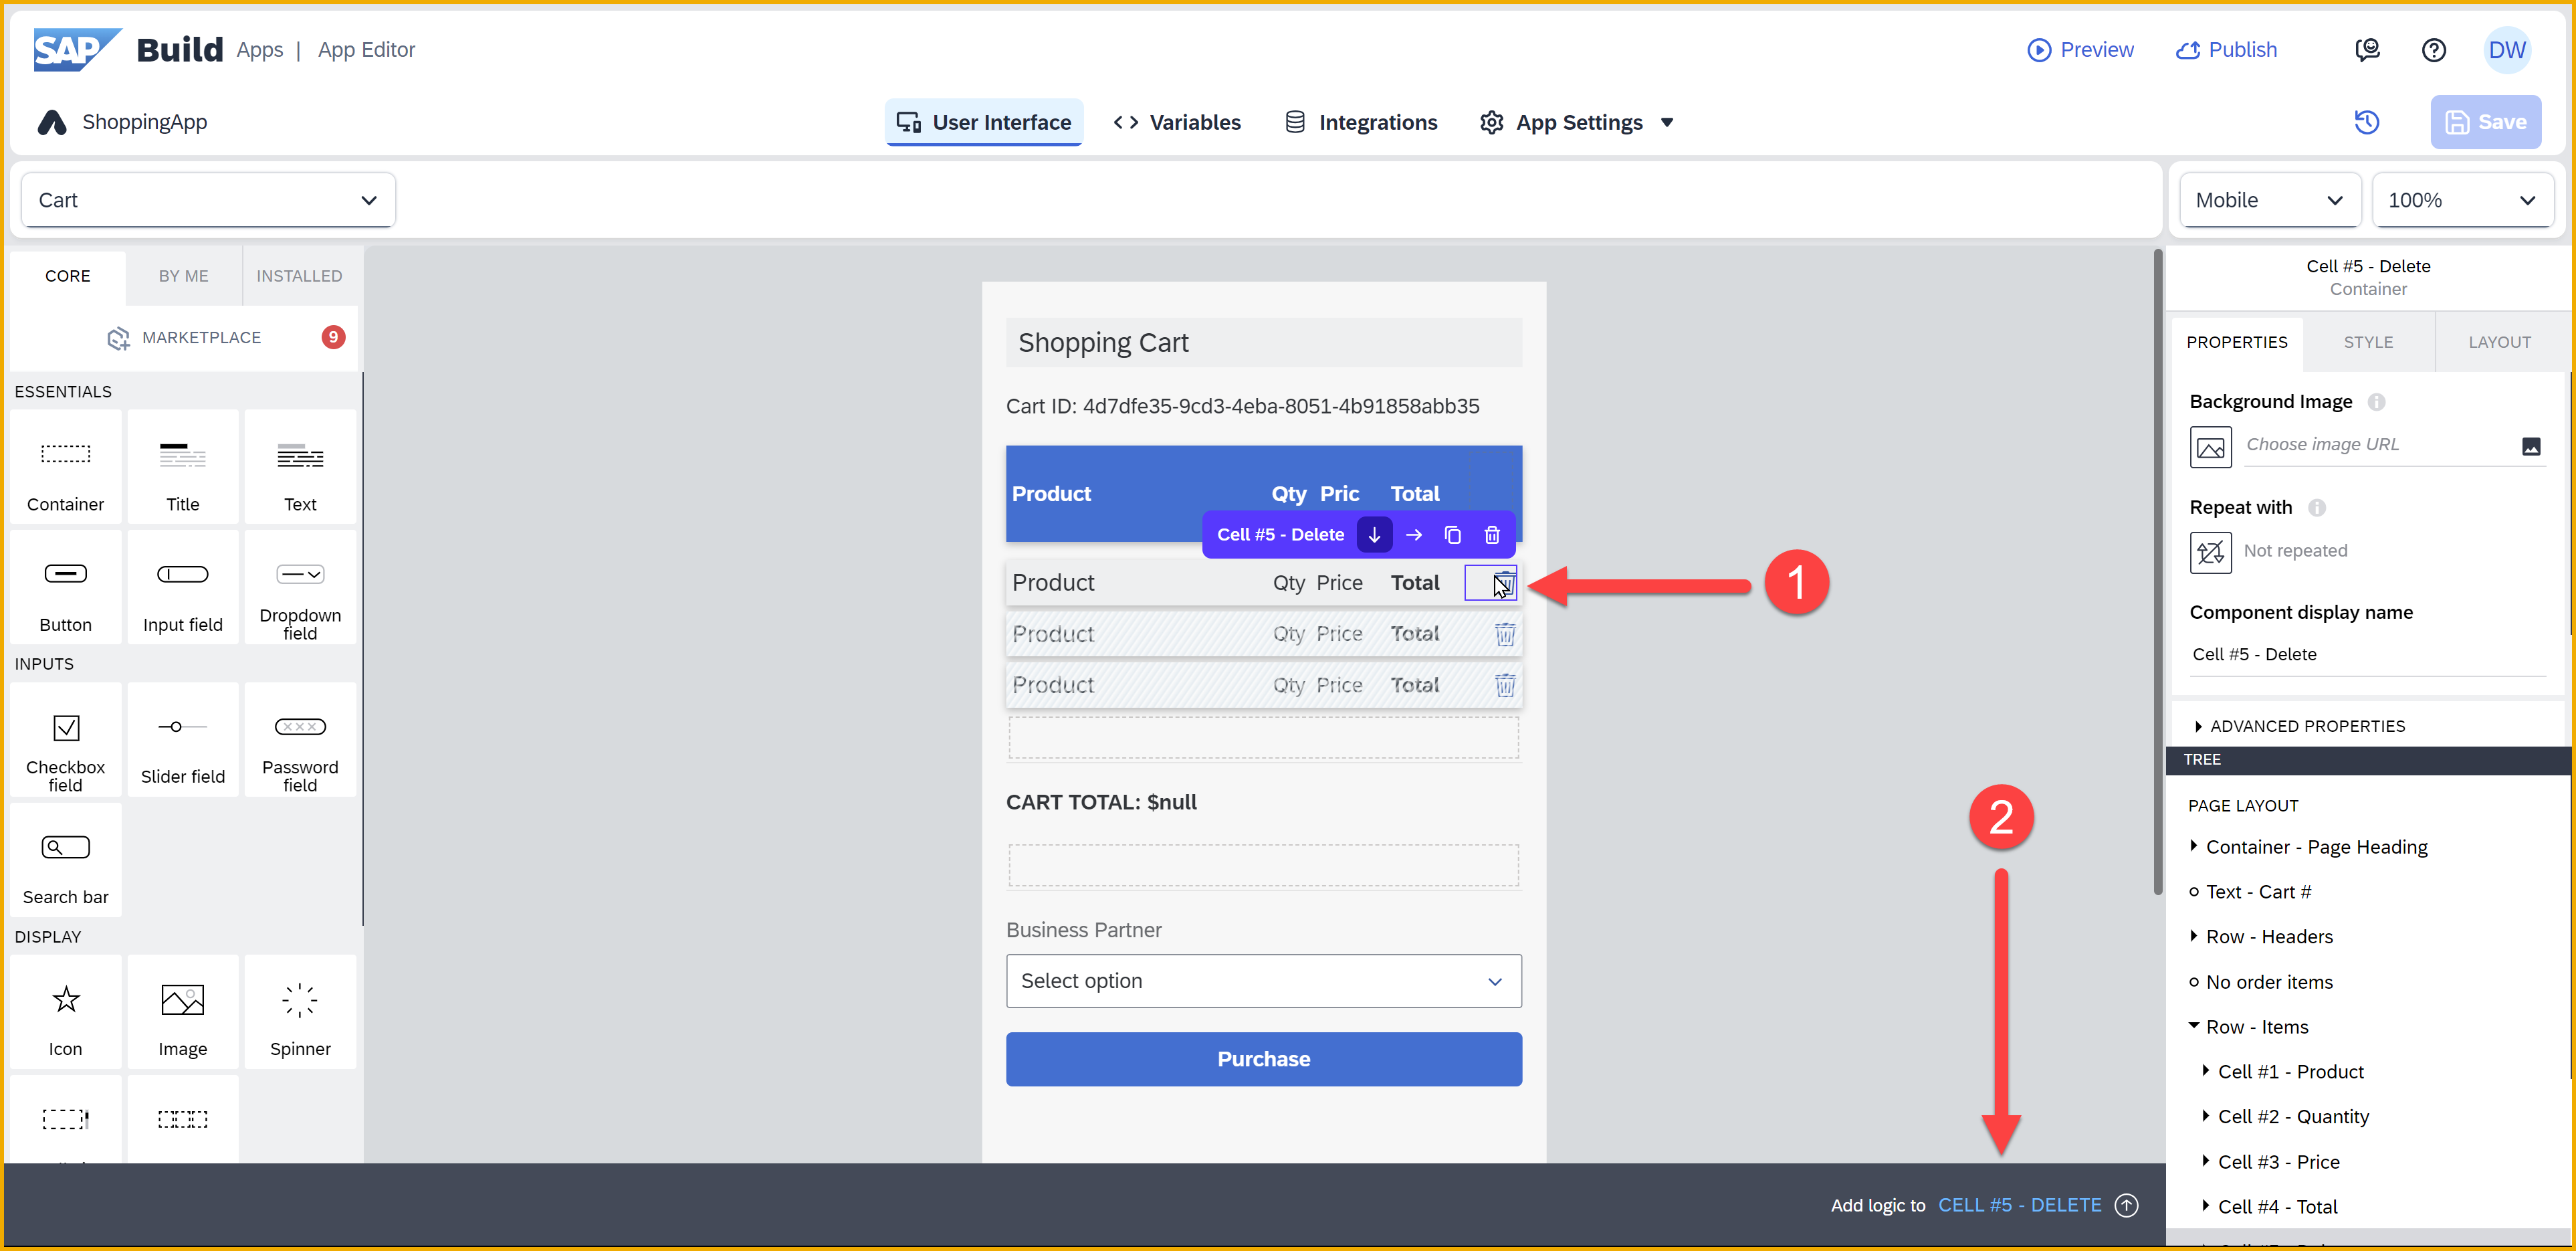 SAP Build Apps | App Editor
Preview
Publish
DW
ShoppingApp
User Interface
Variables
Integrations
App Settings
Save
Cart
Mobile
100%
CORE
BY ME
INSTALLED
MARKETPLACE
9
ESSENTIALS
Container
Title
Text
Button
Input field
Dropdown
field
INPUTS
Checkbox
field
Slider field
Password
field
Search bar
DISPLAY
Icon
Image
Spinner
Shopping Cart
Cart ID: 4d7dfe35-9cd3-4eba-8051-4b91858abb35
Product Qty Pric Total
Cell #5 - Delete
Product Qty Price Total
1
Product Qty Price Total
Product Qty Price Total
CART TOTAL: $null
2
Business Partner
Select option
Purchase
Add logic to CELL #5 - DELETE
Cell #5 - Delete
Container
PROPERTIES
STYLE
LAYOUT
Background Image
Choose image URL
Repeat with
Not repeated
Component display name
Cell #5 - Delete
ADVANCED PROPERTIES
TREE
PAGE LAYOUT
Container - Page Heading
Text - Cart #
Row - Headers
No order items
Row - Items
Cell #1 - Product
Cell #2 - Quantity
Cell #3 - Price
Cell #4 - Total